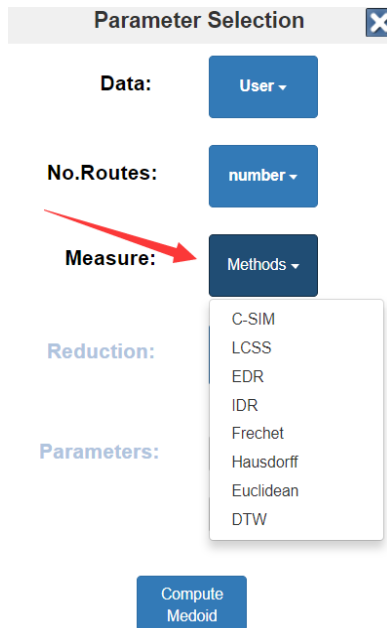 Parameter Selection
Data:
User
No.Routes:
number
Measure:
Methods
C-SIM
LCSS
Reduction:
EDR
IDR
Frechet
Parameters:
Hausdorff
Euclidean
DTW
Compute
Medoid